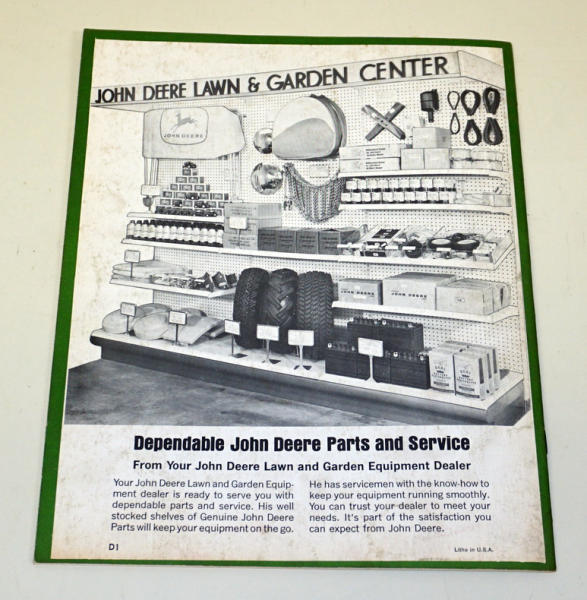 JOHN DEERE LAWN & GARDEN CENTER
JOHN DEERE
JOHN DEERE
Dependable John Deere Parts and Service
From Your John Deere Lawn and Garden Equipment Dealer
Your John Deere Lawn and Garden Equip-
ment dealer is ready to serve you with
dependable parts and service. His well
stocked shelves of Genuine John Deere
Parts will keep your equipment on the go.
He has servicemen with the know-how to
keep your equipment running smoothly.
You can trust your dealer to meet your
needs. It's part of the satisfaction you
can expect from John Deere.
D1
Litho in U.S.A.